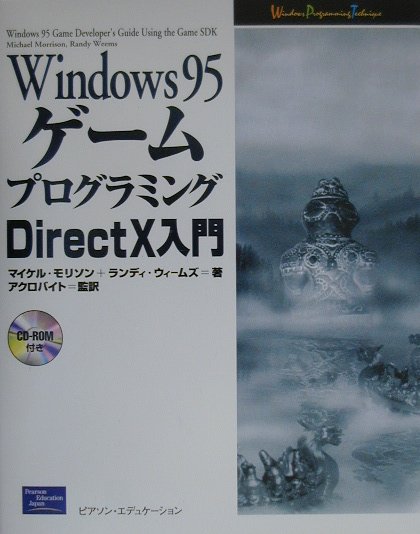 Windows Programming Technique
Windows 95 Game Developer's Guide Using the Game SDK
Michael Morrison, Randy Weems
Windows 95
ゲーム
プログラミング
DirectX入門
マイケル・モリソン＋ランディ・ウィームズ＝著
アクロバイト＝監訳
CD-ROM
付き
Pearson
Education
Japan
ピアソン・エデュケーション